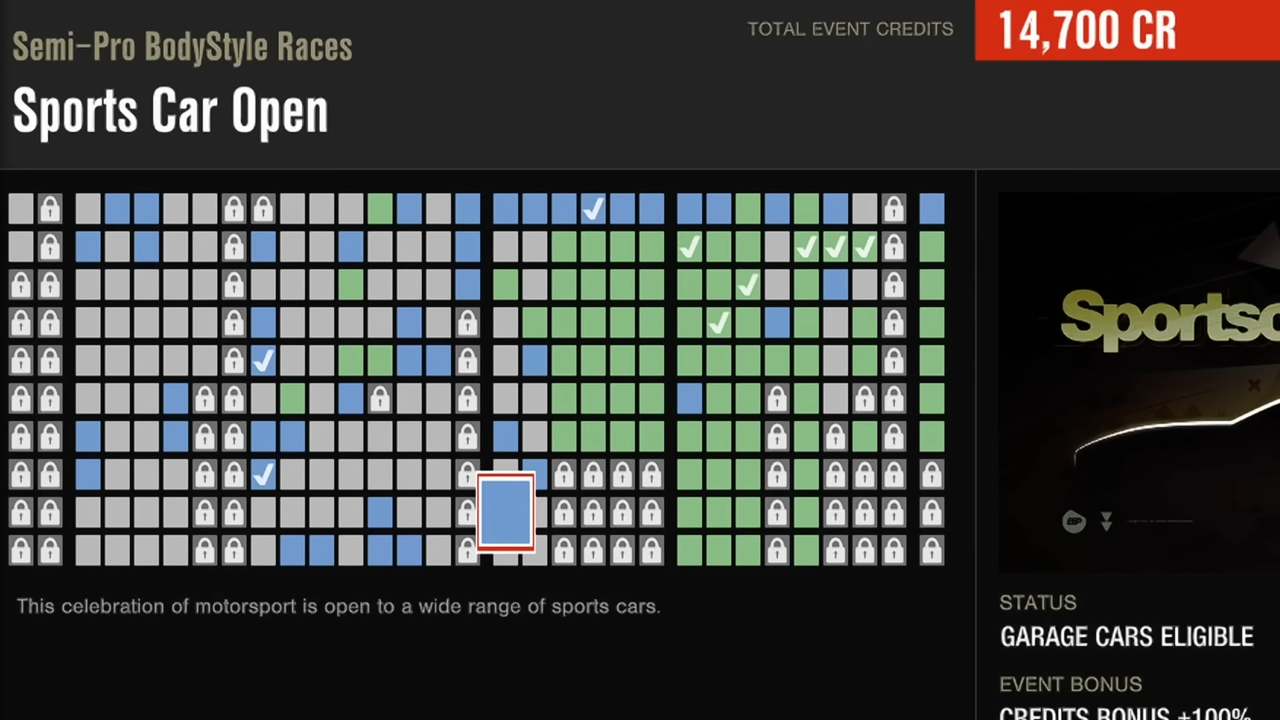 Semi-Pro BodyStyle Races
Sports Car Open
TOTAL EVENT CREDITS
14,700 CR
This celebration of motorsport is open to a wide range of sports cars.
Sportsc
STATUS
GARAGE CARS ELIGIBLE
EVENT BONUS
CREDITS BONUS +100%